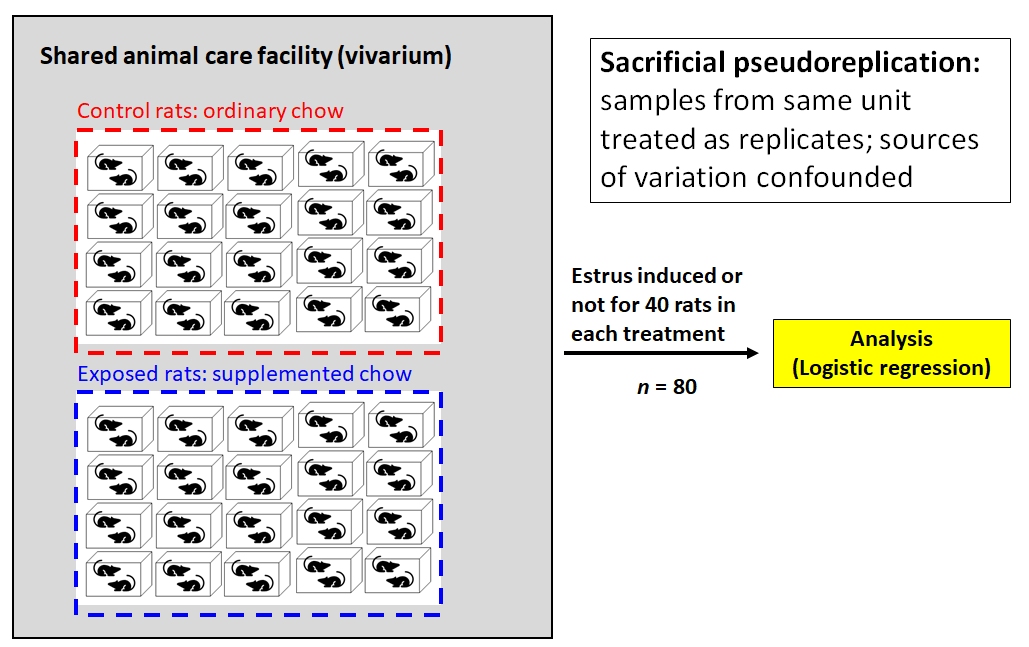 Shared animal care facility (vivarium)
Control rats: ordinary chow
Exposed rats: supplemented chow
Sacrificial pseudoreplication:
samples from same unit
treated as replicates; sources
of variation confounded
Estrus induced or
not for 40 rats in
each treatment
n = 80
Analysis
(Logistic regression)